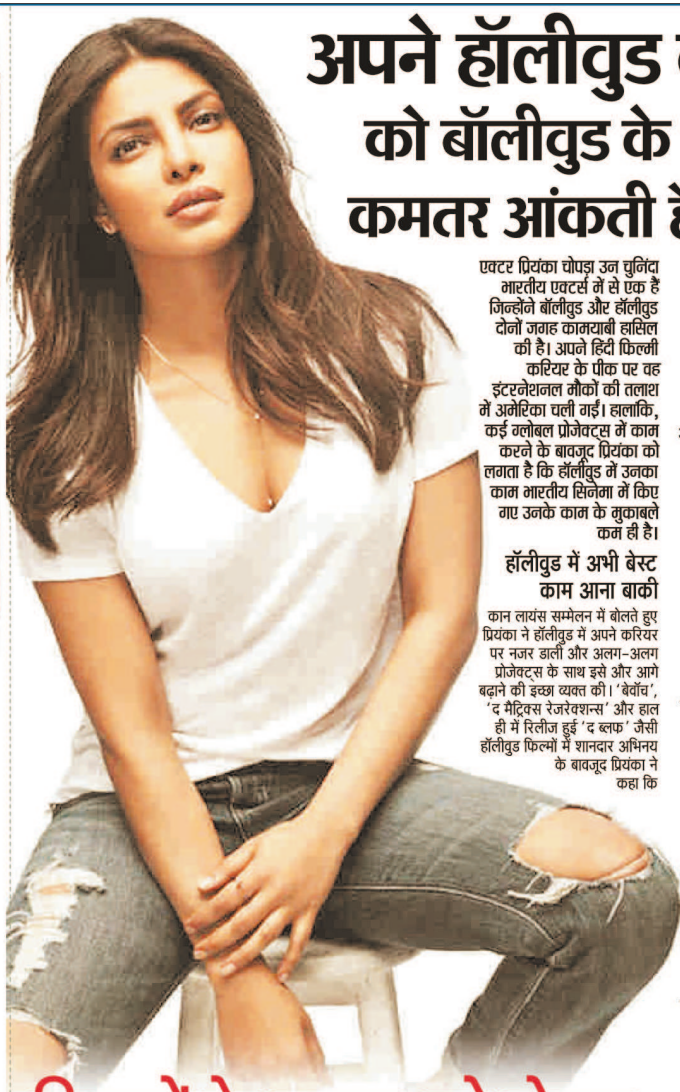 अपने हॉलीवुड
को बॉलीवुड के
कमतर आंकती
एक्टर प्रियंका चोपड़ा उन चुनिंदा
भारतीय एक्टर्स में से एक हैं
जिन्होंने बॉलीवुड और हॉलीवुड
दोनों जगह कामयाबी हासिल
की है। अपने हिंदी फिल्मी
करियर के पीक पर वह
इंटरनेशनल मौकों की तलाश
में अमेरिका चली गईं। हालांकि,
कई ग्लोबल प्रोजेक्ट्स में काम
करने के बावजूद प्रियंका को
लगता है कि हॉलीवुड में उनका
काम भारतीय सिनेमा में किए
गए उनके काम के मुकाबले
कम ही है।
हॉलीवुड में अभी बेस्ट
काम आना बाकी
कान लायंस सम्मेलन में बोलते हुए
प्रियंका ने हॉलीवुड में अपने करियर
पर नजर डाली और अलग-अलग
प्रोजेक्ट्स के साथ इसे और आगे
बढ़ाने की इच्छा व्यक्त की। 'बेवॉच',
'द मैट्रिक्स रेजरेक्शन्स' और हाल
ही में रिलीज हुई 'द ब्लफ' जैसी
हॉलीवुड फिल्मों में शानदार अभिनय
के बावजूद प्रियंका ने
कहा कि